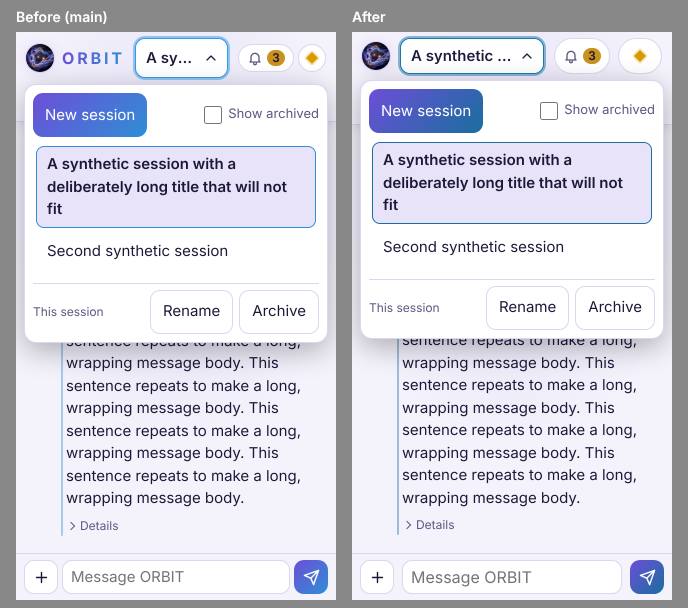 Before (main)
After
ORBIT
A sy...
3
New session
Show archived
A synthetic session with a
deliberately long title that will not
fit
Second synthetic session
This session
Rename
Archive
sentence repeats to make a long,
wrapping message body. This
sentence repeats to make a long,
wrapping message body. This
sentence repeats to make a long,
wrapping message body. This
sentence repeats to make a long,
wrapping message body.
Details
+
Message ORBIT
A synthetic ...
3
New session
Show archived
A synthetic session with a
deliberately long title that will not
fit
Second synthetic session
This session
Rename
Archive
sentence repeats to make a long,
wrapping message body. This
sentence repeats to make a long,
wrapping message body. This
sentence repeats to make a long,
wrapping message body. This
sentence repeats to make a long,
wrapping message body.
Details
+
Message ORBIT